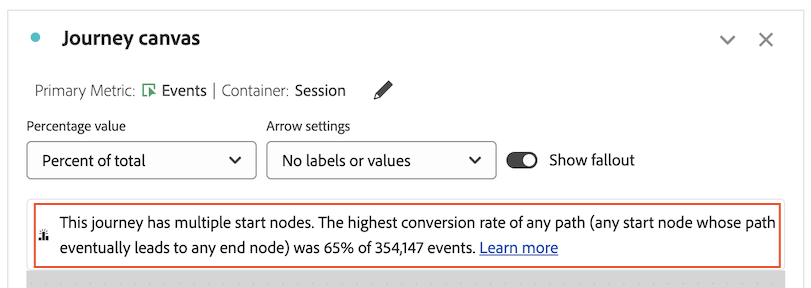 Journey canvas
Primary Metric: Events | Container: Session
Percentage value Arrow settings
Percent of total No labels or values Show fallout
This journey has multiple start nodes. The highest conversion rate of any path (any start node whose path
eventually leads to any end node) was 65% of 354,147 events. Learn more